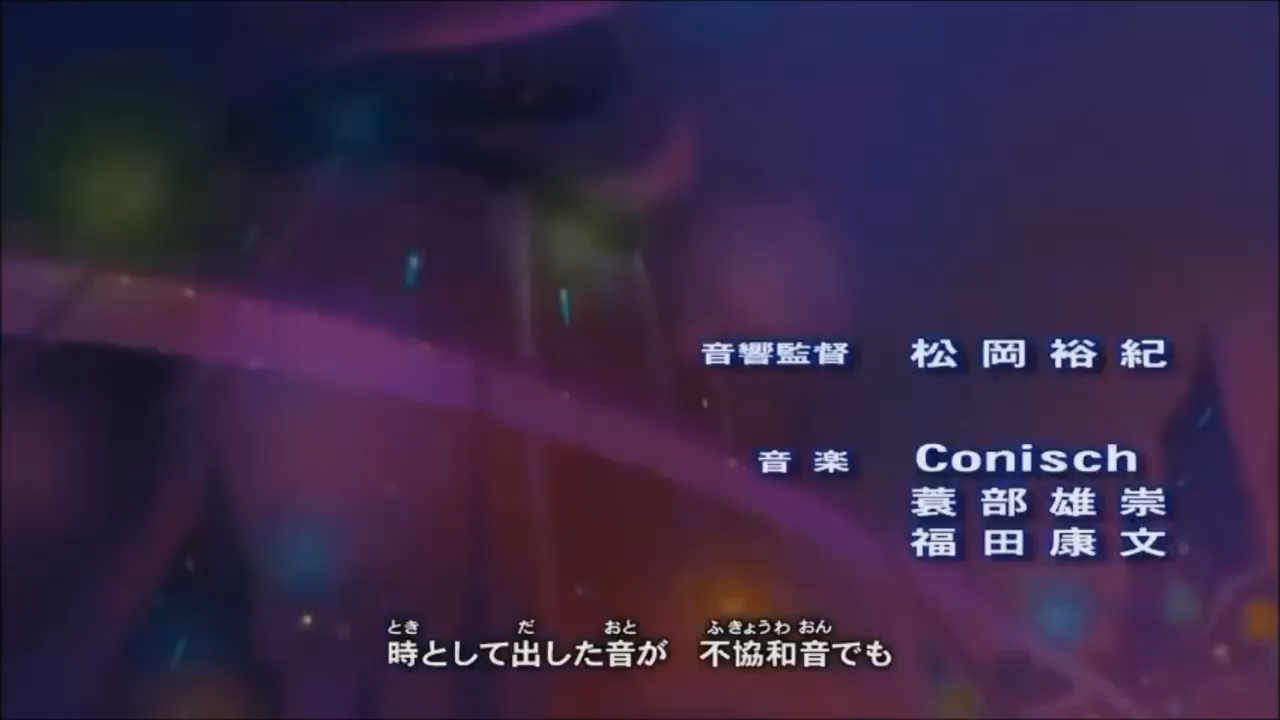 音響監督 松岡裕紀
音楽 Conisch
蓑部雄崇
福田康文
とき だ おと ふきょうわ おん
時として出した音が 不協和音でも